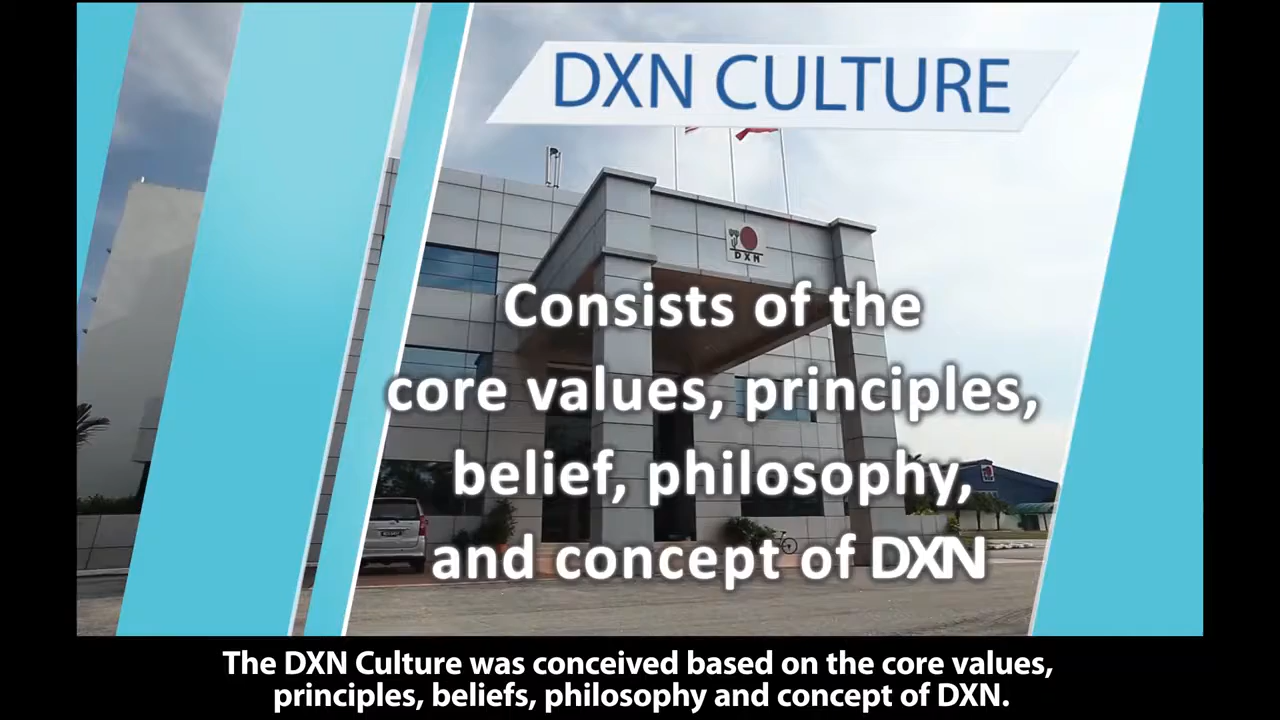 DXN CULTURE
DXN
Consists of the
core values, principles,
belief, philosophy,
and concept of DXN
The DXN Culture was conceived based on the core values,
principles, beliefs, philosophy and concept of DXN.